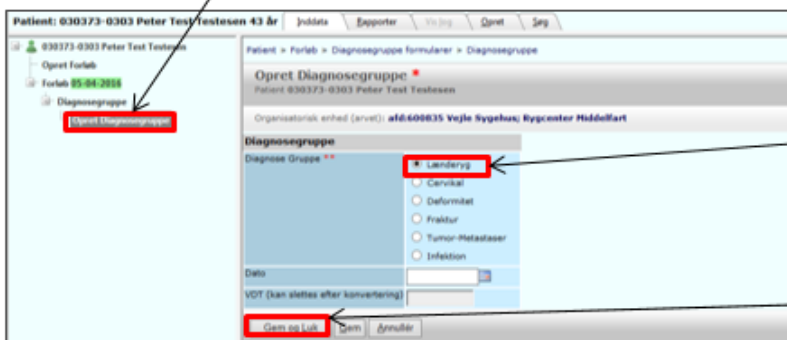 Patient: 030373-0303 Peter Test Testesen 43 år Inddata Rapporter Vis log Opret Søg
030373-0303 Peter Test Testesen
Opret Forløb
Forløb 05-04-2016
Diagnosegruppe
Opret Diagnosegruppe
Patient » Forløb » Diagnosegruppe formularer » Diagnosegruppe
Opret Diagnosegruppe *
Patient 030373-0303 Peter Test Testesen
Organisatorisk enhed (arvet): afd:600835 Vejle Sygehus; Rygcenter Middelfart
Diagnosegruppe
Diagnose Gruppe **
Lænderyg
Cervikal
Deformitet
Fraktur
Tumor-Metastaser
Infektion
Dato
VDT (kan slettes efter konvertering)
Gem og Luk Gem Annullér